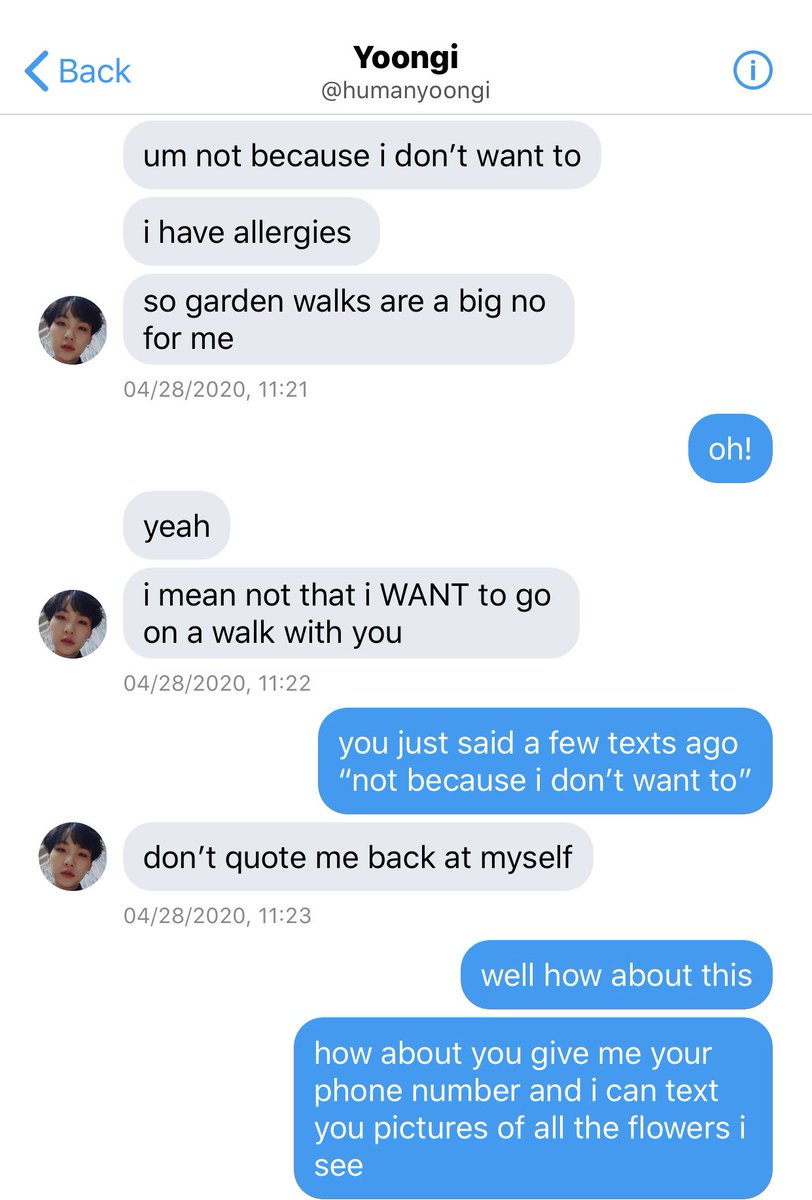 Back
Yoongi
@humanyoongi
um not because i don’t want to
i have allergies
so garden walks are a big no
for me
04/28/2020, 11:21
oh!
yeah
i mean not that i WANT to go
on a walk with you
04/28/2020, 11:22
you just said a few texts ago
“not because i don’t want to”
don’t quote me back at myself
04/28/2020, 11:23
well how about this
how about you give me your
phone number and i can text
you pictures of all the flowers i
see